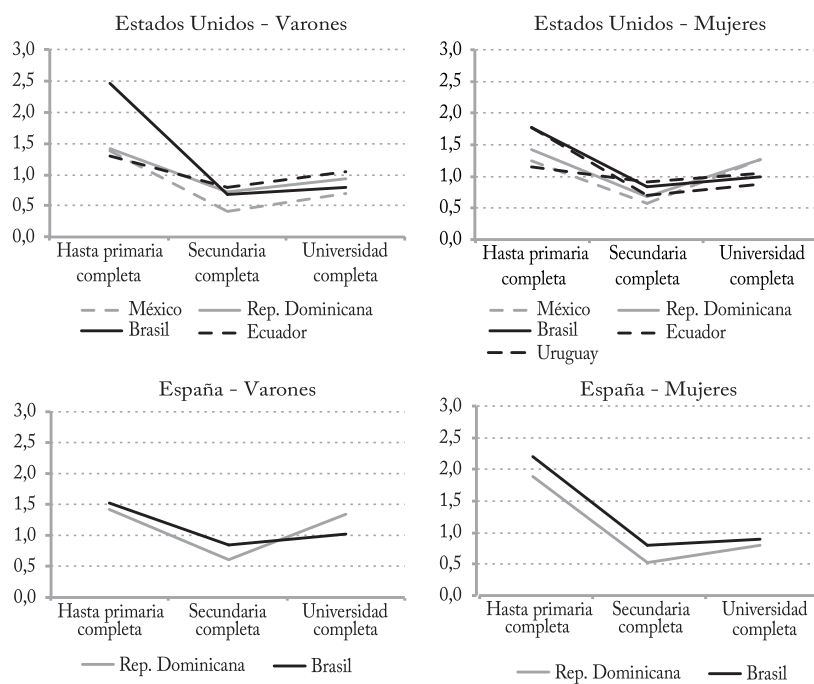 Estados Unidos - Varones
3,0
2,5
2,0
1,5
1,0
0,5
0,0
Hasta primaria completa
Secundaria completa
Universidad completa
México
Rep. Dominicana
Brasil
Ecuador
Estados Unidos - Mujeres
3,0
2,5
2,0
1,5
1,0
0,5
0,0
Hasta primaria
completa
Secundaria
completa
Universidad
completa
México
Rep. Dominicana
Brasil
Ecuador
Uruguay
España - Varones
3,0
2,5
2,0
1,5
1,0
0,5
0,0
Hasta primaria
completa
Secundaria
completa
Universidad
completa
Rep. Dominicana
Brasil
España - Mujeres
3,0
2,5
2,0
1,5
1,0
0,5
0,0
Hasta primaria
completa
Secundaria
completa
Universidad
completa
Rep. Dominicana
Brasil